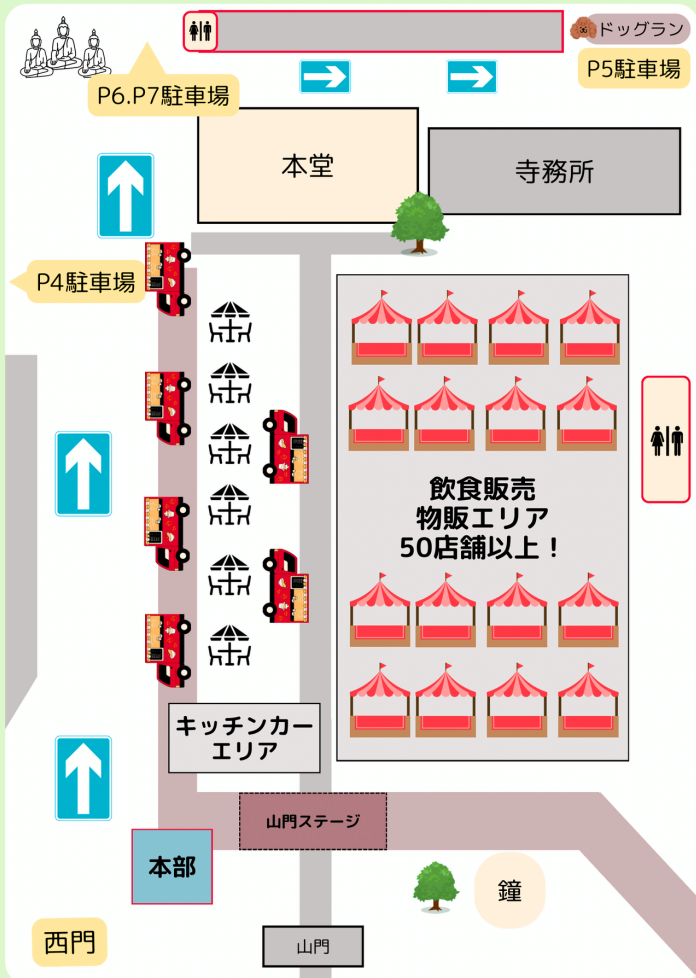 ドッグラン
P5駐車場
P6.P7駐車場
本堂
寺務所
P4駐車場
飲食販売
物販エリア
50店舗以上！
キッチンカー
エリア
山門ステージ
本部
鐘
西門
山門